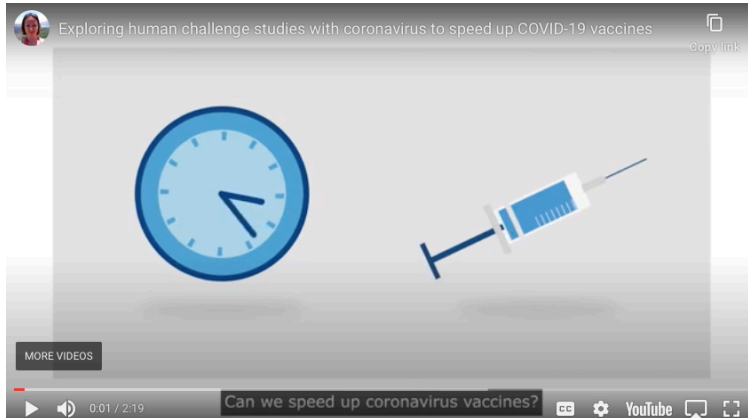 Exploring human challenge studies with coronavirus to speed up COVID-19 vaccines
Copy link
MORE VIDEOS
Can we speed up coronavirus vaccines?
0:01 / 2:19
CC
YouTube